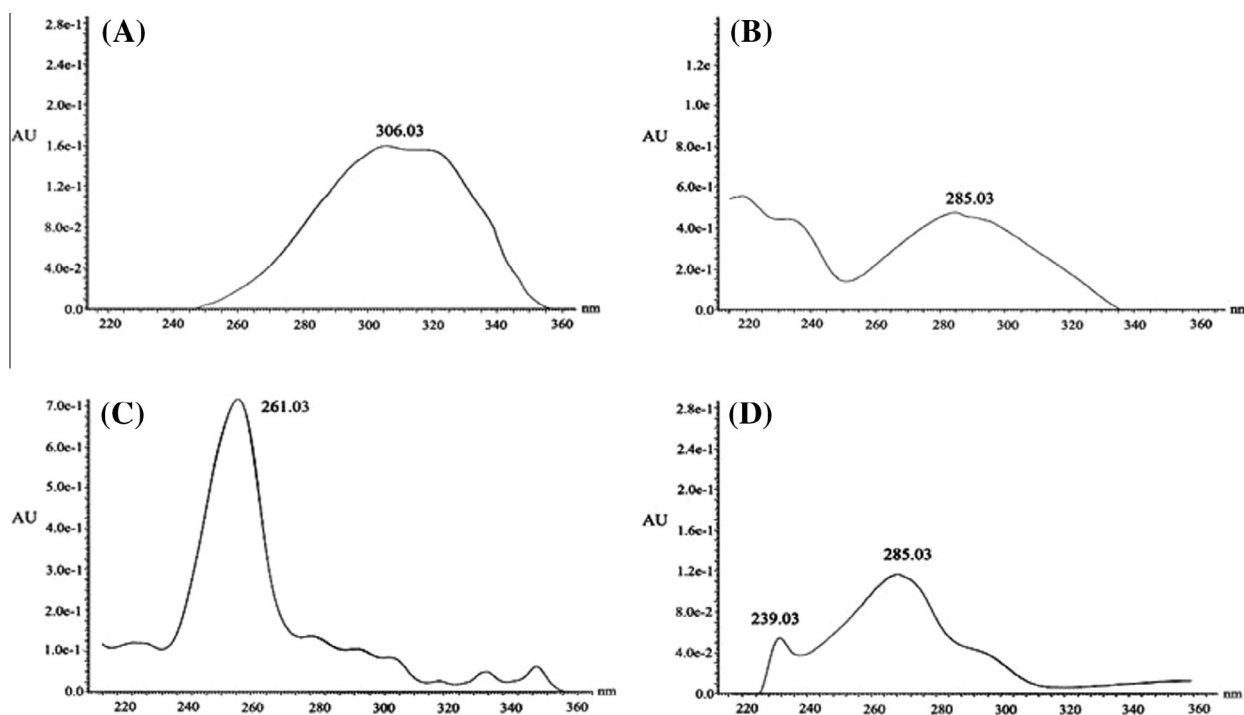 (A)
2.8e-1
2.4e-1
2.0e-1
AU
1.6e-1
1.2e-1
8.0e-2
4.0e-2
0.0
306.03
220 240 260 280 300 320 340 360 nm
(B)
1.2e
1.0e
AU
8.0e-1
6.0e-1
4.0e-1
2.0e-1
0.0
285.03
220 240 260 280 300 320 340 360 nm
(C)
7.0e-1
6.0e-1
5.0e-1
AU
4.0e-1
3.0e-1
2.0e-1
1.0e-1
0.0
261.03
220 240 260 280 300 320 340 360 nm
(D)
2.8e-1
2.4e-1
2.0e-1
AU
1.6e-1
1.2e-1
8.0e-2
4.0e-2
0.0
239.03
285.03
220 240 260 280 300 320 340 360 nm